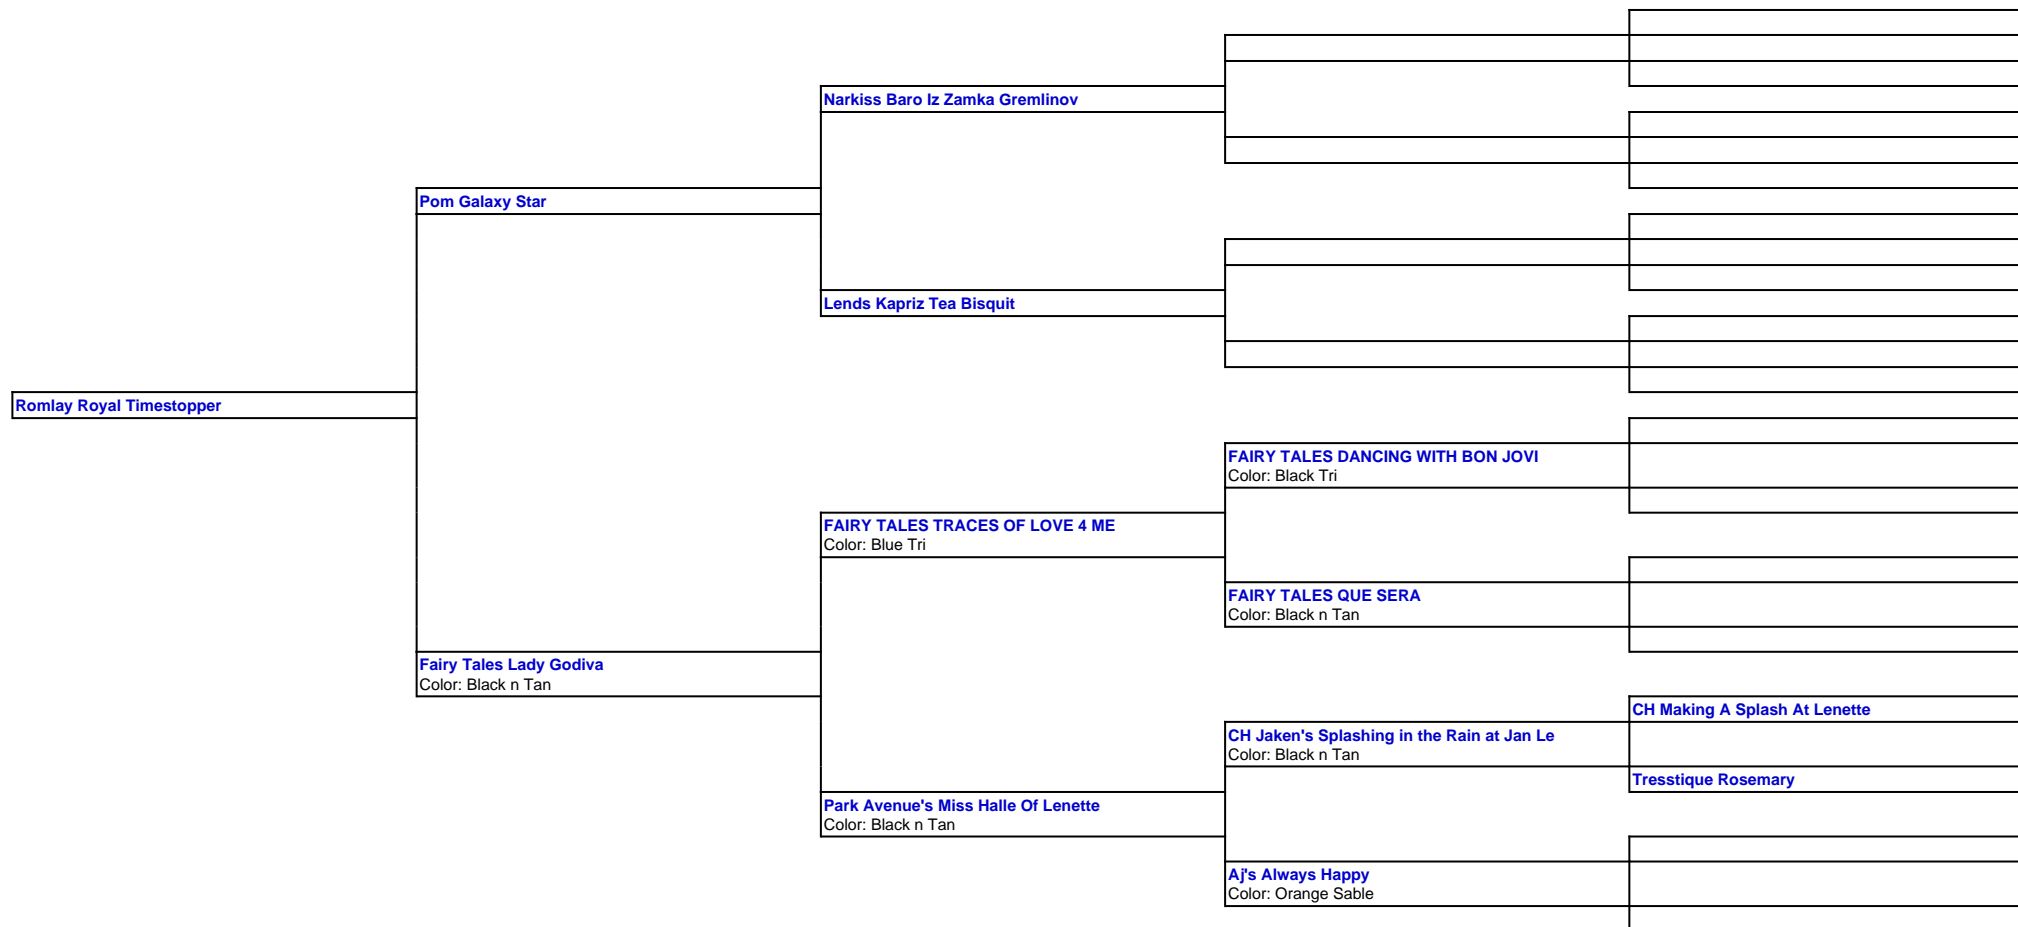 Narkiss Baro Iz Zamka Gremlinov
Pom Galaxy Star
Lends Kapriz Tea Bisquit
Romlay Royal Timestopper
FAIRY TALES DANCING WITH BON JOVI
Color: Black Tri
FAIRY TALES TRACES OF LOVE 4 ME
Color: Blue Tri
FAIRY TALES QUE SERA
Color: Black n Tan
Fairy Tales Lady Godiva
Color: Black n Tan
CH Making A Splash At Lenette
CH Jaken's Splashing in the Rain at Jan Le
Color: Black n Tan
Tresstique Rosemary
Park Avenue's Miss Halle Of Lenette
Color: Black n Tan
Aj's Always Happy
Color: Orange Sable